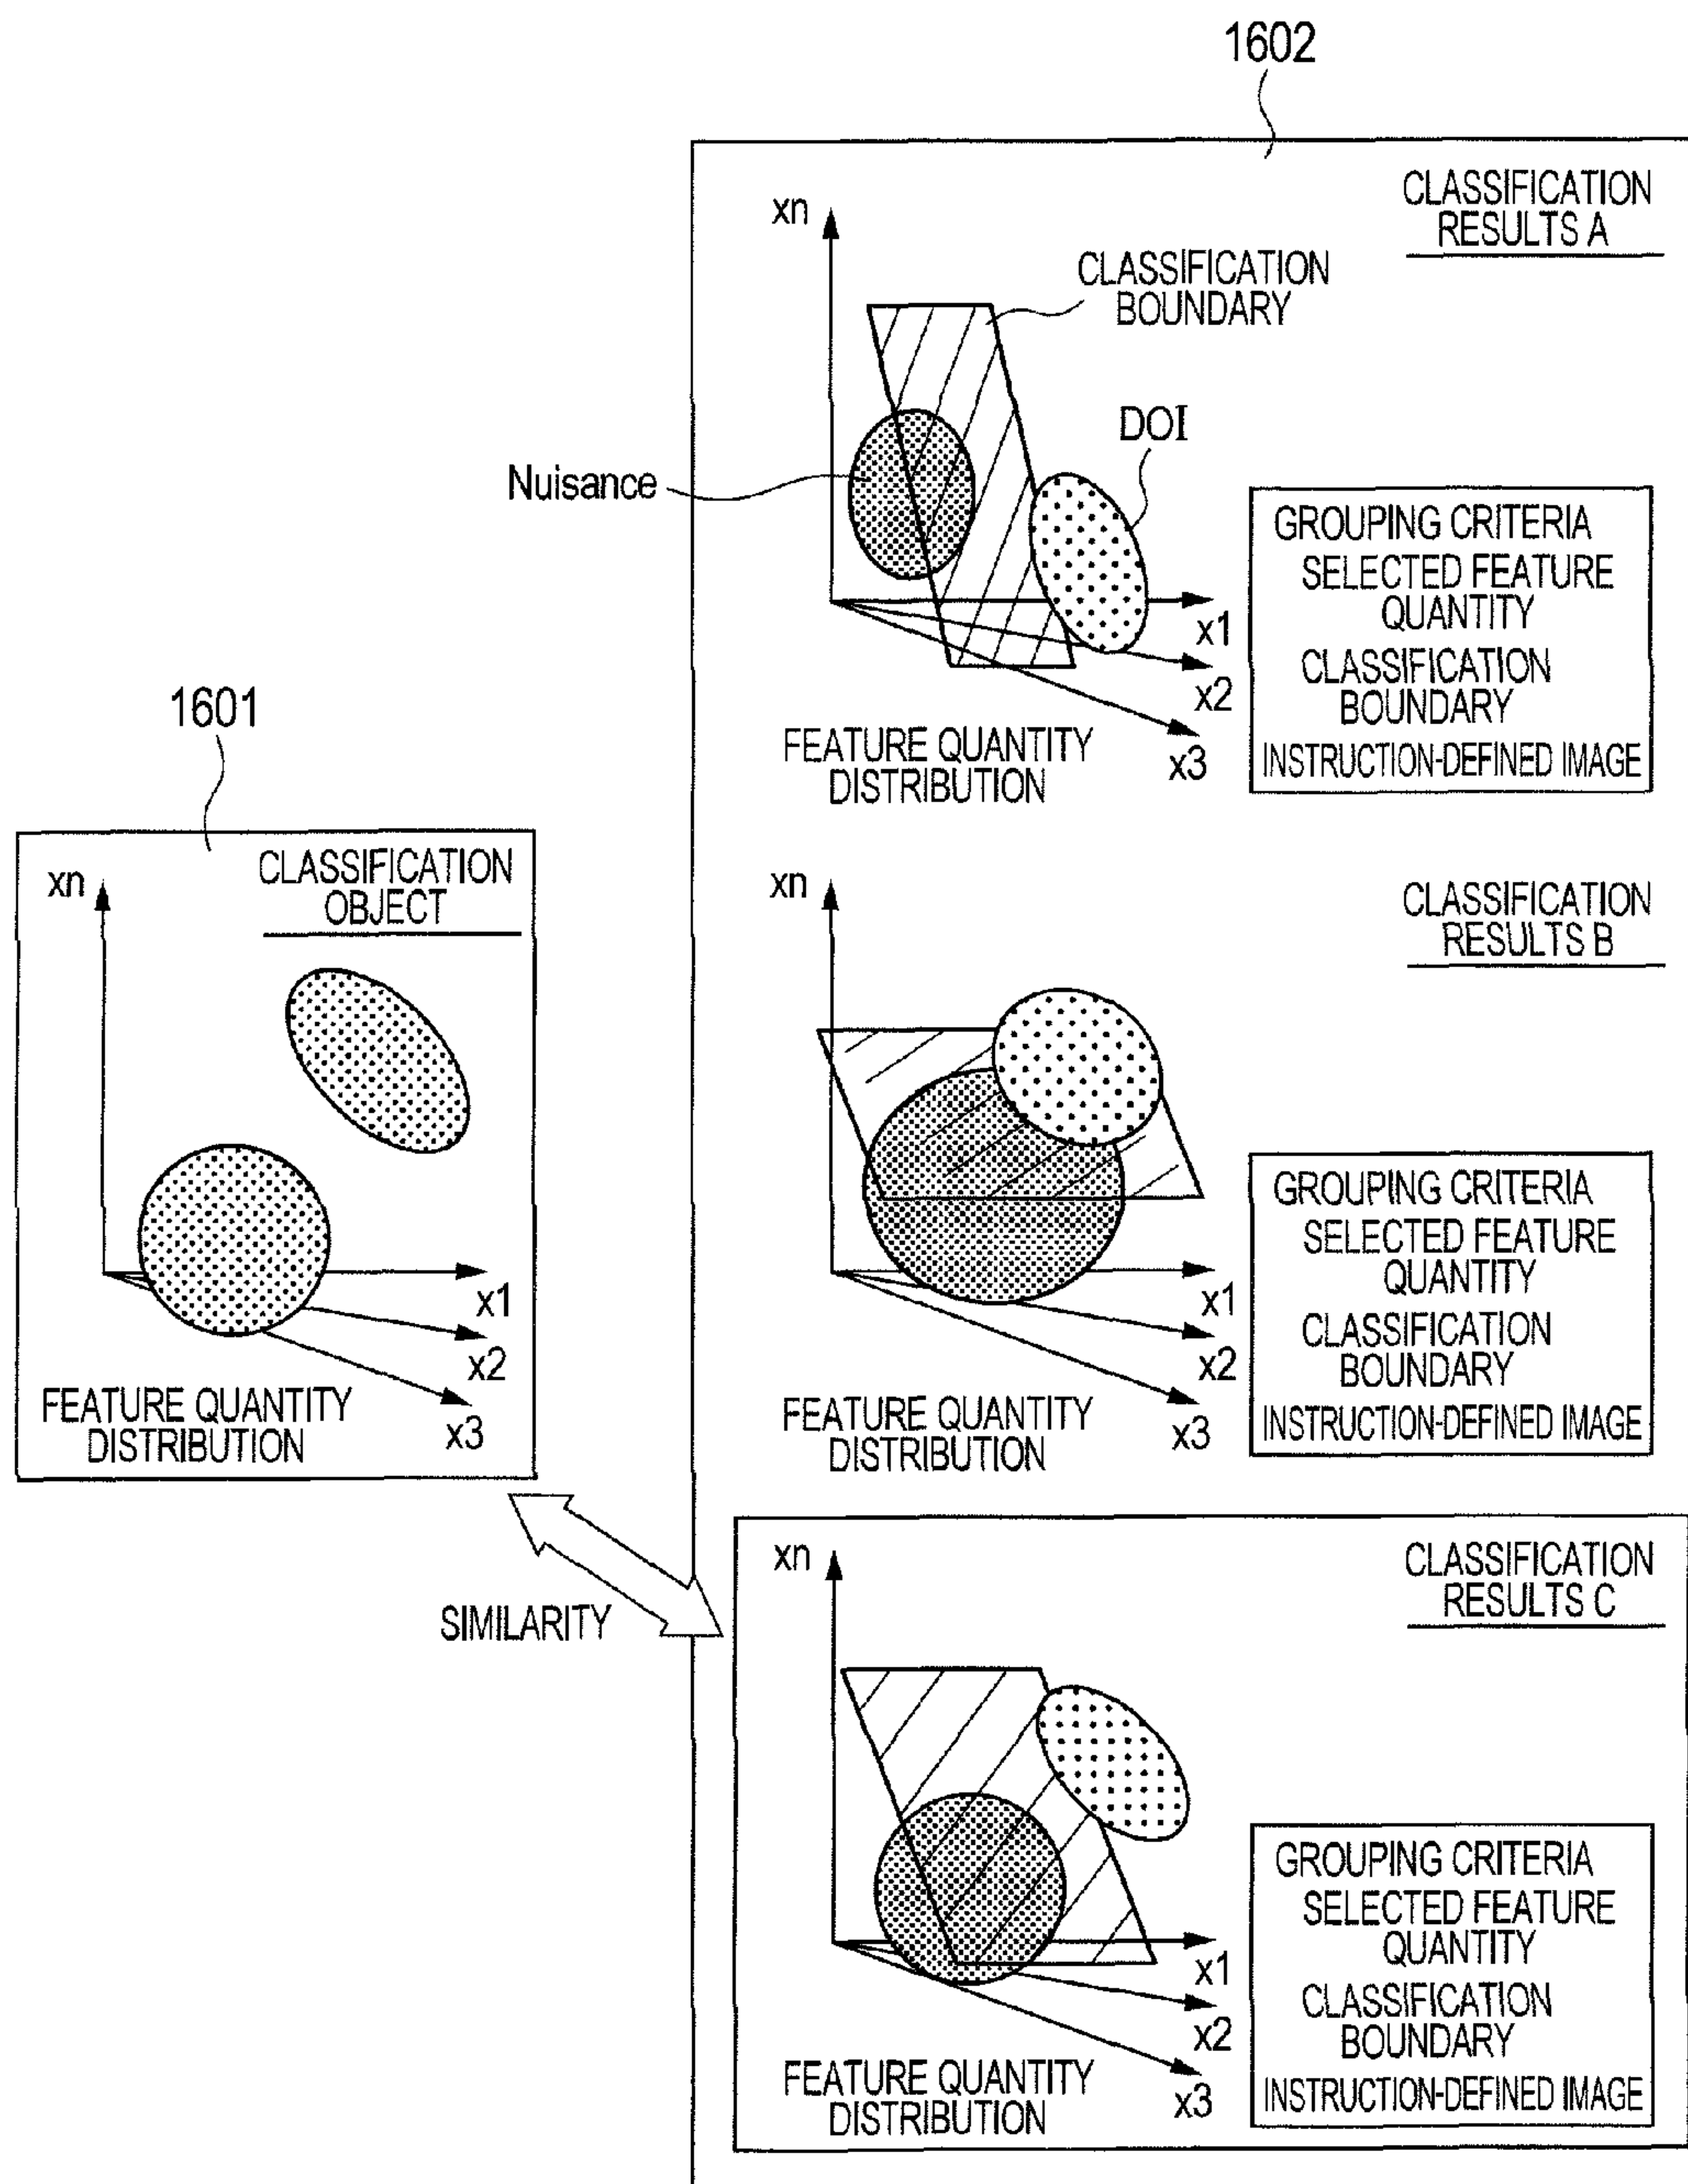 1602
CLASSIFICATION
RESULTS A
xn
CLASSIFICATION
BOUNDARY
DOI
Nuisance
GROUPING CRITERIA
SELECTED FEATURE
QUANTITY
CLASSIFICATION
BOUNDARY
INSTRUCTION-DEFINED IMAGE
x1
x2
x3
FEATURE QUANTITY
DISTRIBUTION
1601
CLASSIFICATION
OBJECT
xn
x1
x2
x3
FEATURE QUANTITY
DISTRIBUTION
CLASSIFICATION
RESULTS B
xn
GROUPING CRITERIA
SELECTED FEATURE
QUANTITY
CLASSIFICATION
BOUNDARY
INSTRUCTION-DEFINED IMAGE
x1
x2
x3
FEATURE QUANTITY
DISTRIBUTION
SIMILARITY
CLASSIFICATION
RESULTS C
xn
GROUPING CRITERIA
SELECTED FEATURE
QUANTITY
CLASSIFICATION
BOUNDARY
INSTRUCTION-DEFINED IMAGE
x1
x2
x3
FEATURE QUANTITY
DISTRIBUTION